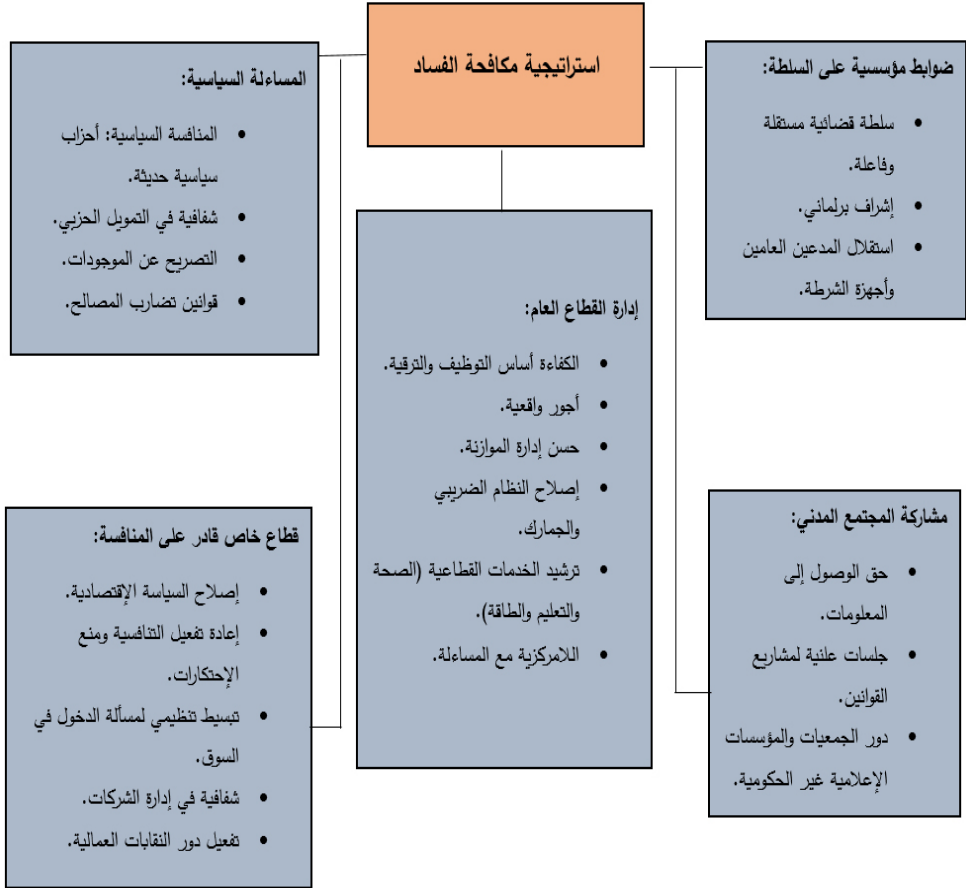 استراتيجية مكافحة الفساد
ضوابط مؤسسية على السلطة:
• سلطة قضائية مستقلة
وفاعلة.
• إشراف برلماني.
• استقلال المدعين العامين
وأجهزة الشرطة.
المساءلة السياسية:
• المنافسة السياسية: أحزاب
سياسية حديثة.
• شفافية في التمويل الحزبي.
• التصريح عن الموجودات.
• قوانين تضارب المصالح.
إدارة القطاع العام:
• الكفاءة أساس التوظيف والترقية.
• أجور واقعية.
• حسن إدارة الموازنة.
• إصلاح النظام الضريبي
والجمارك.
• ترشيد الخدمات القطاعية (الصحة
والتعليم والطاقة).
• اللامركزية مع المساءلة.
مشاركة المجتمع المدني:
• حق الوصول إلى
المعلومات.
• جلسات علنية لمشاريع
القوانين.
• دور الجمعيات والمؤسسات
الإعلامية غير الحكومية.
قطاع خاص قادر على المنافسة:
• إصلاح السياسة الإقتصادية.
• إعادة تفعيل التنافسية ومنع
الإحتكارات.
• تبسيط تنظيمي لمسألة الدخول في
السوق.
• شفافية في إدارة الشركات.
• تفعيل دور النقابات العمالية.